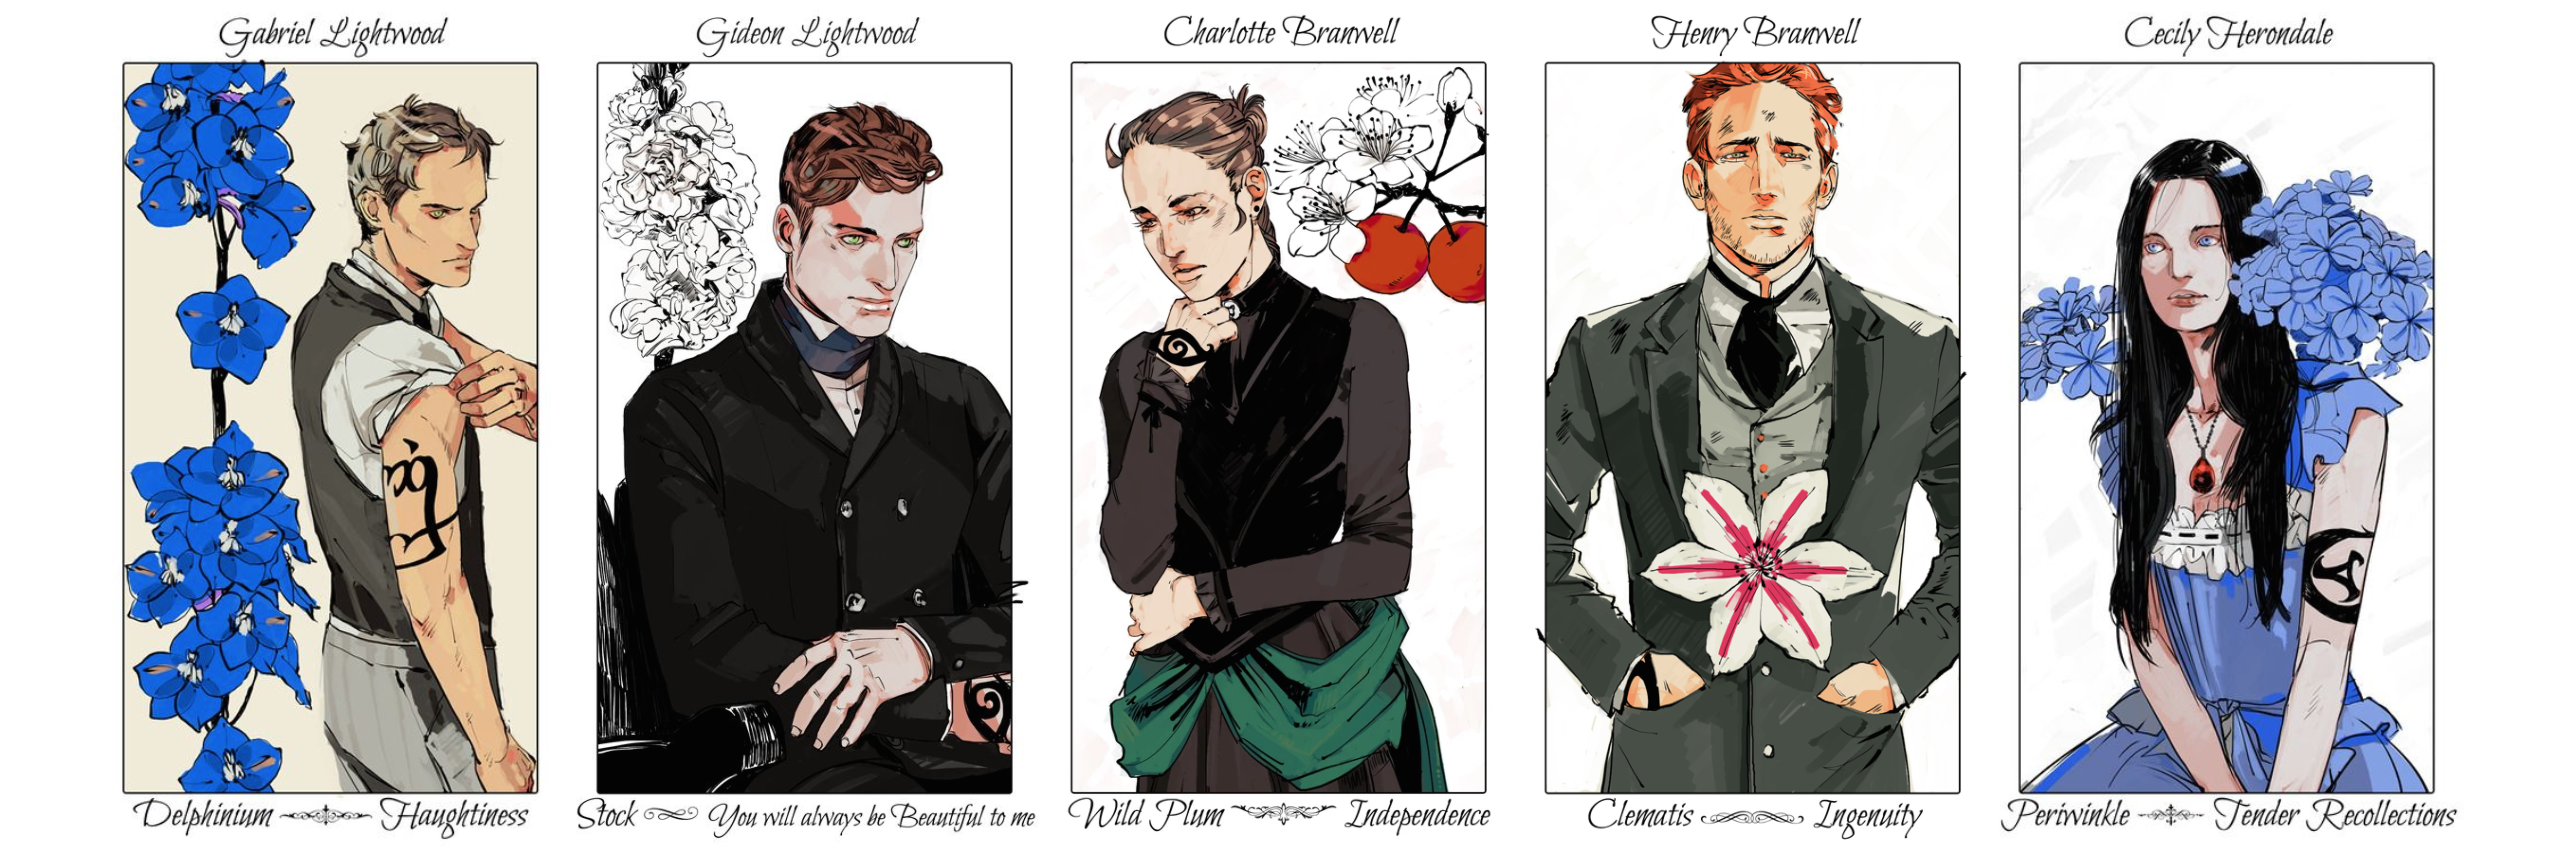 Gabriel Lightwood
Gideon Lightwood
Charlotte Branwell
Henry Branwell
Cecily Herondale
Delphinium Haughtiness
Stock You will always be Beautiful to me
Wild Plum Independence
Clematis Ingenuity
Periwinkle Tender Recollections